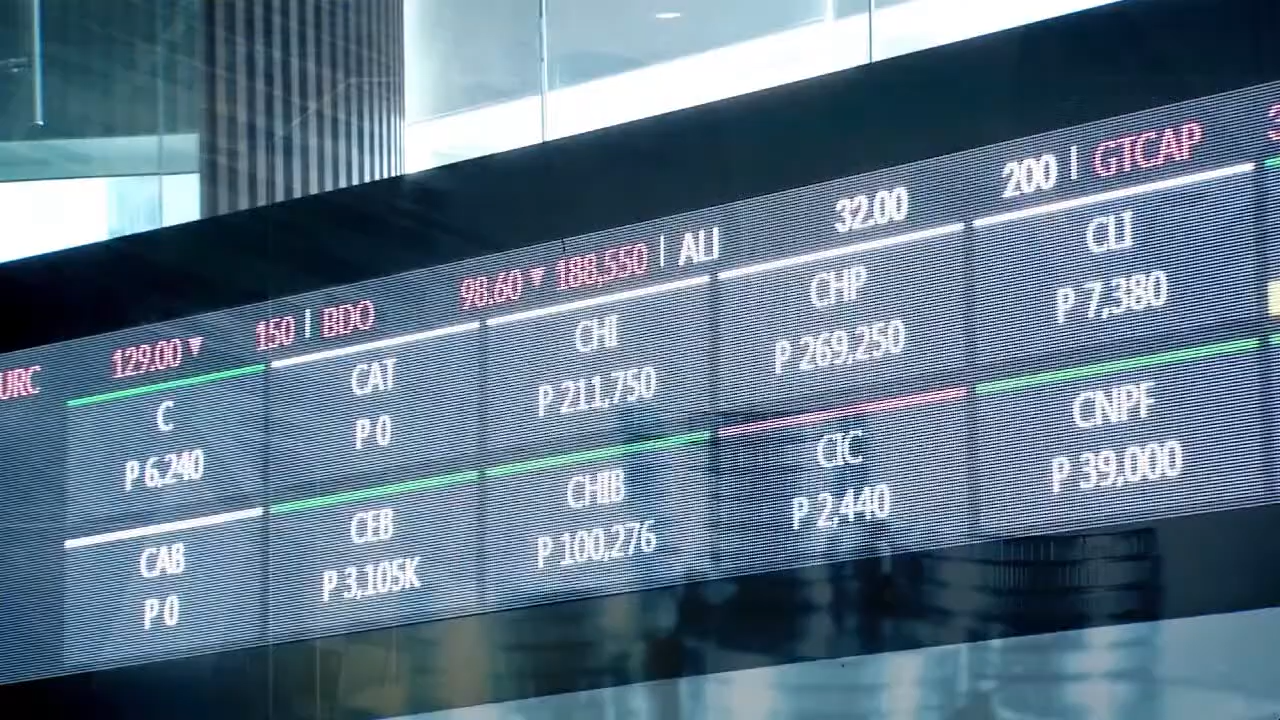 URC 129.00 ▼ 150 | BDO 98.60 ▼ 188,550 | ALI 32.00 200 | GTCAP
C
P 6,240
CAT
P 0
CHI
P 211,750
CHP
P 269,250
CLI
P 7,380
CAB
P 0
CEB
P 3,105K
CHIB
P 100,276
CIC
P 2,440
CNPF
P 39,000